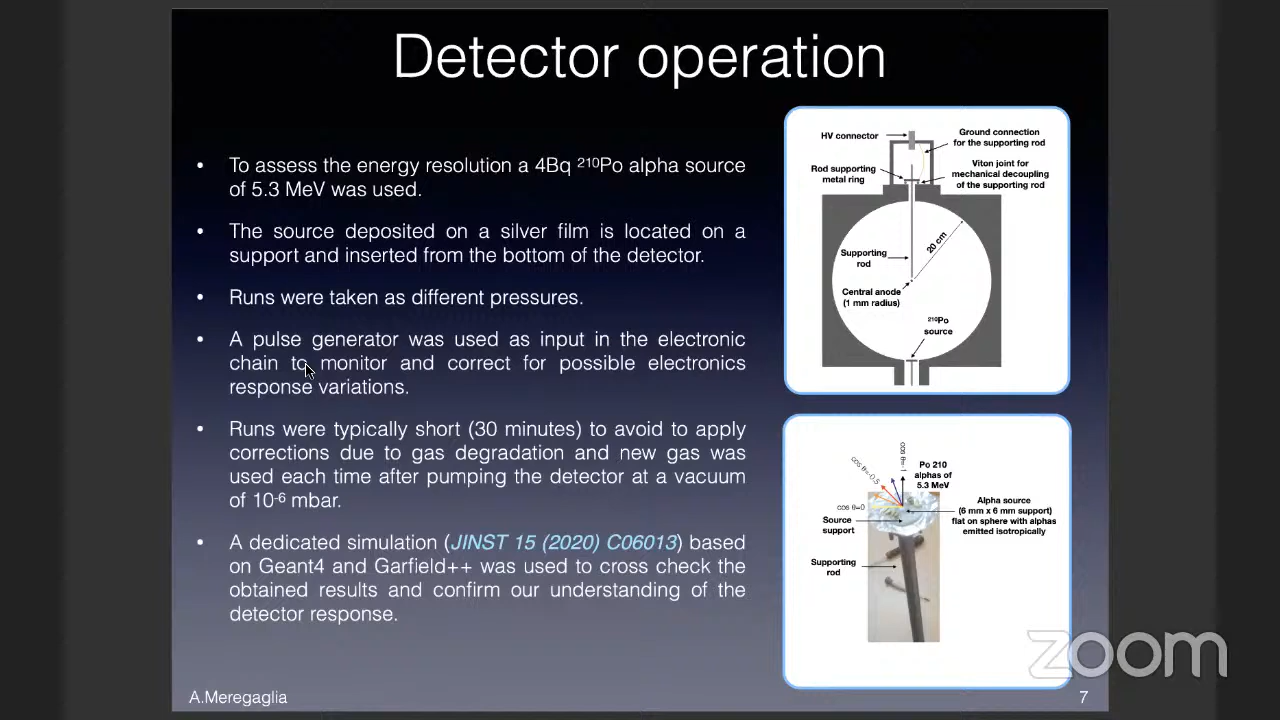 Detector operation
• To assess the energy resolution a 4Bq ²¹⁰Po alpha source
of 5.3 MeV was used.
• The source deposited on a silver film is located on a
support and inserted from the bottom of the detector.
• Runs were taken as different pressures.
• A pulse generator was used as input in the electronic
chain to monitor and correct for possible electronics
response variations.
• Runs were typically short (30 minutes) to avoid to apply
corrections due to gas degradation and new gas was
used each time after pumping the detector at a vacuum
of 10⁻⁶ mbar.
• A dedicated simulation (JINST 15 (2020) C06013) based
on Geant4 and Garfield++ was used to cross check the
obtained results and confirm our understanding of the
detector response.
HV connector
Ground connection
for the supporting rod
Rod supporting
metal ring
Viton joint for
mechanical decoupling
of the supporting rod
20 cm
Supporting
rod
Central anode
(1 mm radius)
²¹⁰Po
source
cos θ=-1
cos θ=-0.5
cos θ=0
Po 210
alphas of
5.3 MeV
Alpha source
(6 mm x 6 mm support)
flat on sphere with alphas
emitted isotropically
Source
support
Supporting
rod
zoom
A.Meregaglia
7